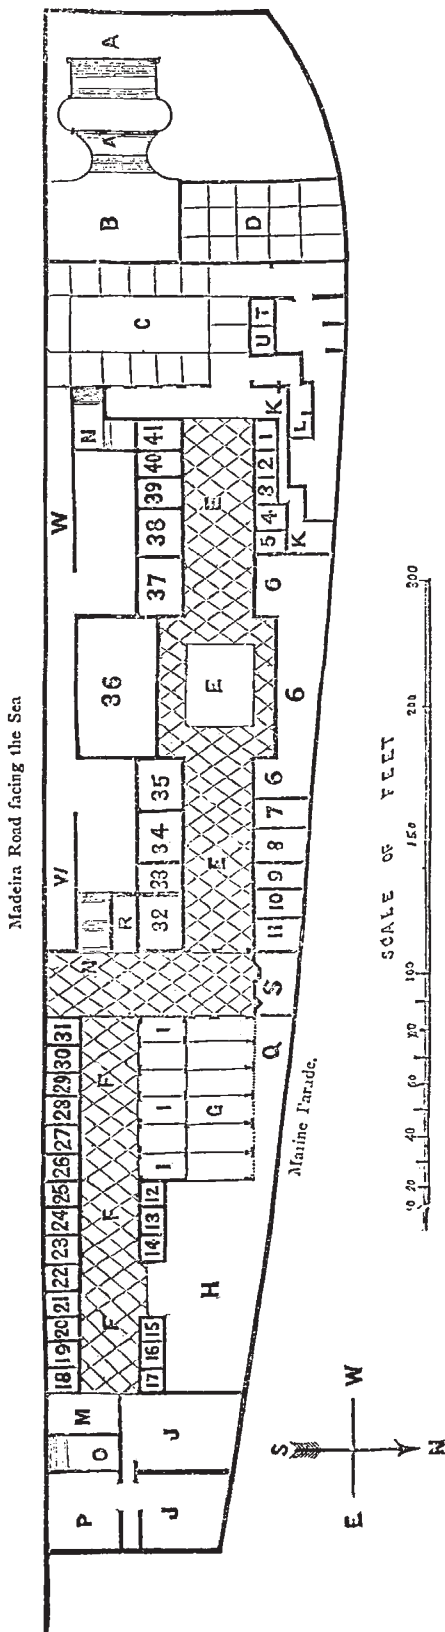 Madeira Road facing the Sea
18 19 20 21 22 23 24 25 26 27 28 29 30 31
W W
P O M F F F N R N
36
B A A
17 16 15 14 13 12 I I I
32 33 34 35 37 38 39 40 41
C
J J H G E E E D
11 10 9 8 7 6 6 6 5 4 3 2 1
U T
Q S K K L
Marine Parade.
SCALE OF FEET
10 20 40 60 80 100 150 200 300
S
E W
N